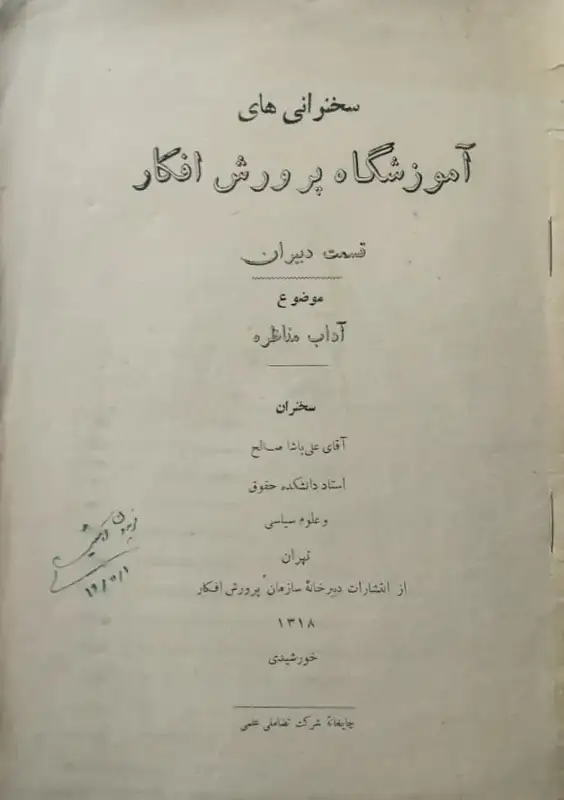 سخنرانی های
آموزشگاه پرورش افکار
قسمت دبیران
موضوع
آداب مناظره
سخنران
آقای علی‌پاشا صالح
استاد دانشکده حقوق
و علوم سیاسی
تهران
از انتشارات دبیرخانهٔ سازمان پرورش افکار
۱۳۱۸
خورشیدی
چاپخانهٔ شرکت تضامنی علمی